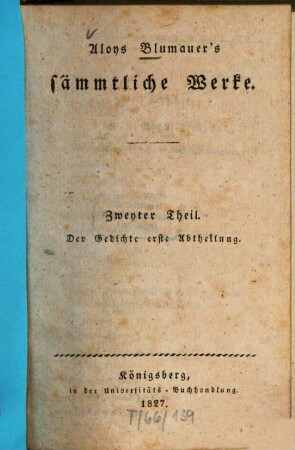 Aloys Blumauer's
sämmtliche Werke.
Zweyter Theil.
Der Gedichte erste Abtheilung.
Königsberg,
in der Universitäts-Buchhandlung.
1827.
T/66/139